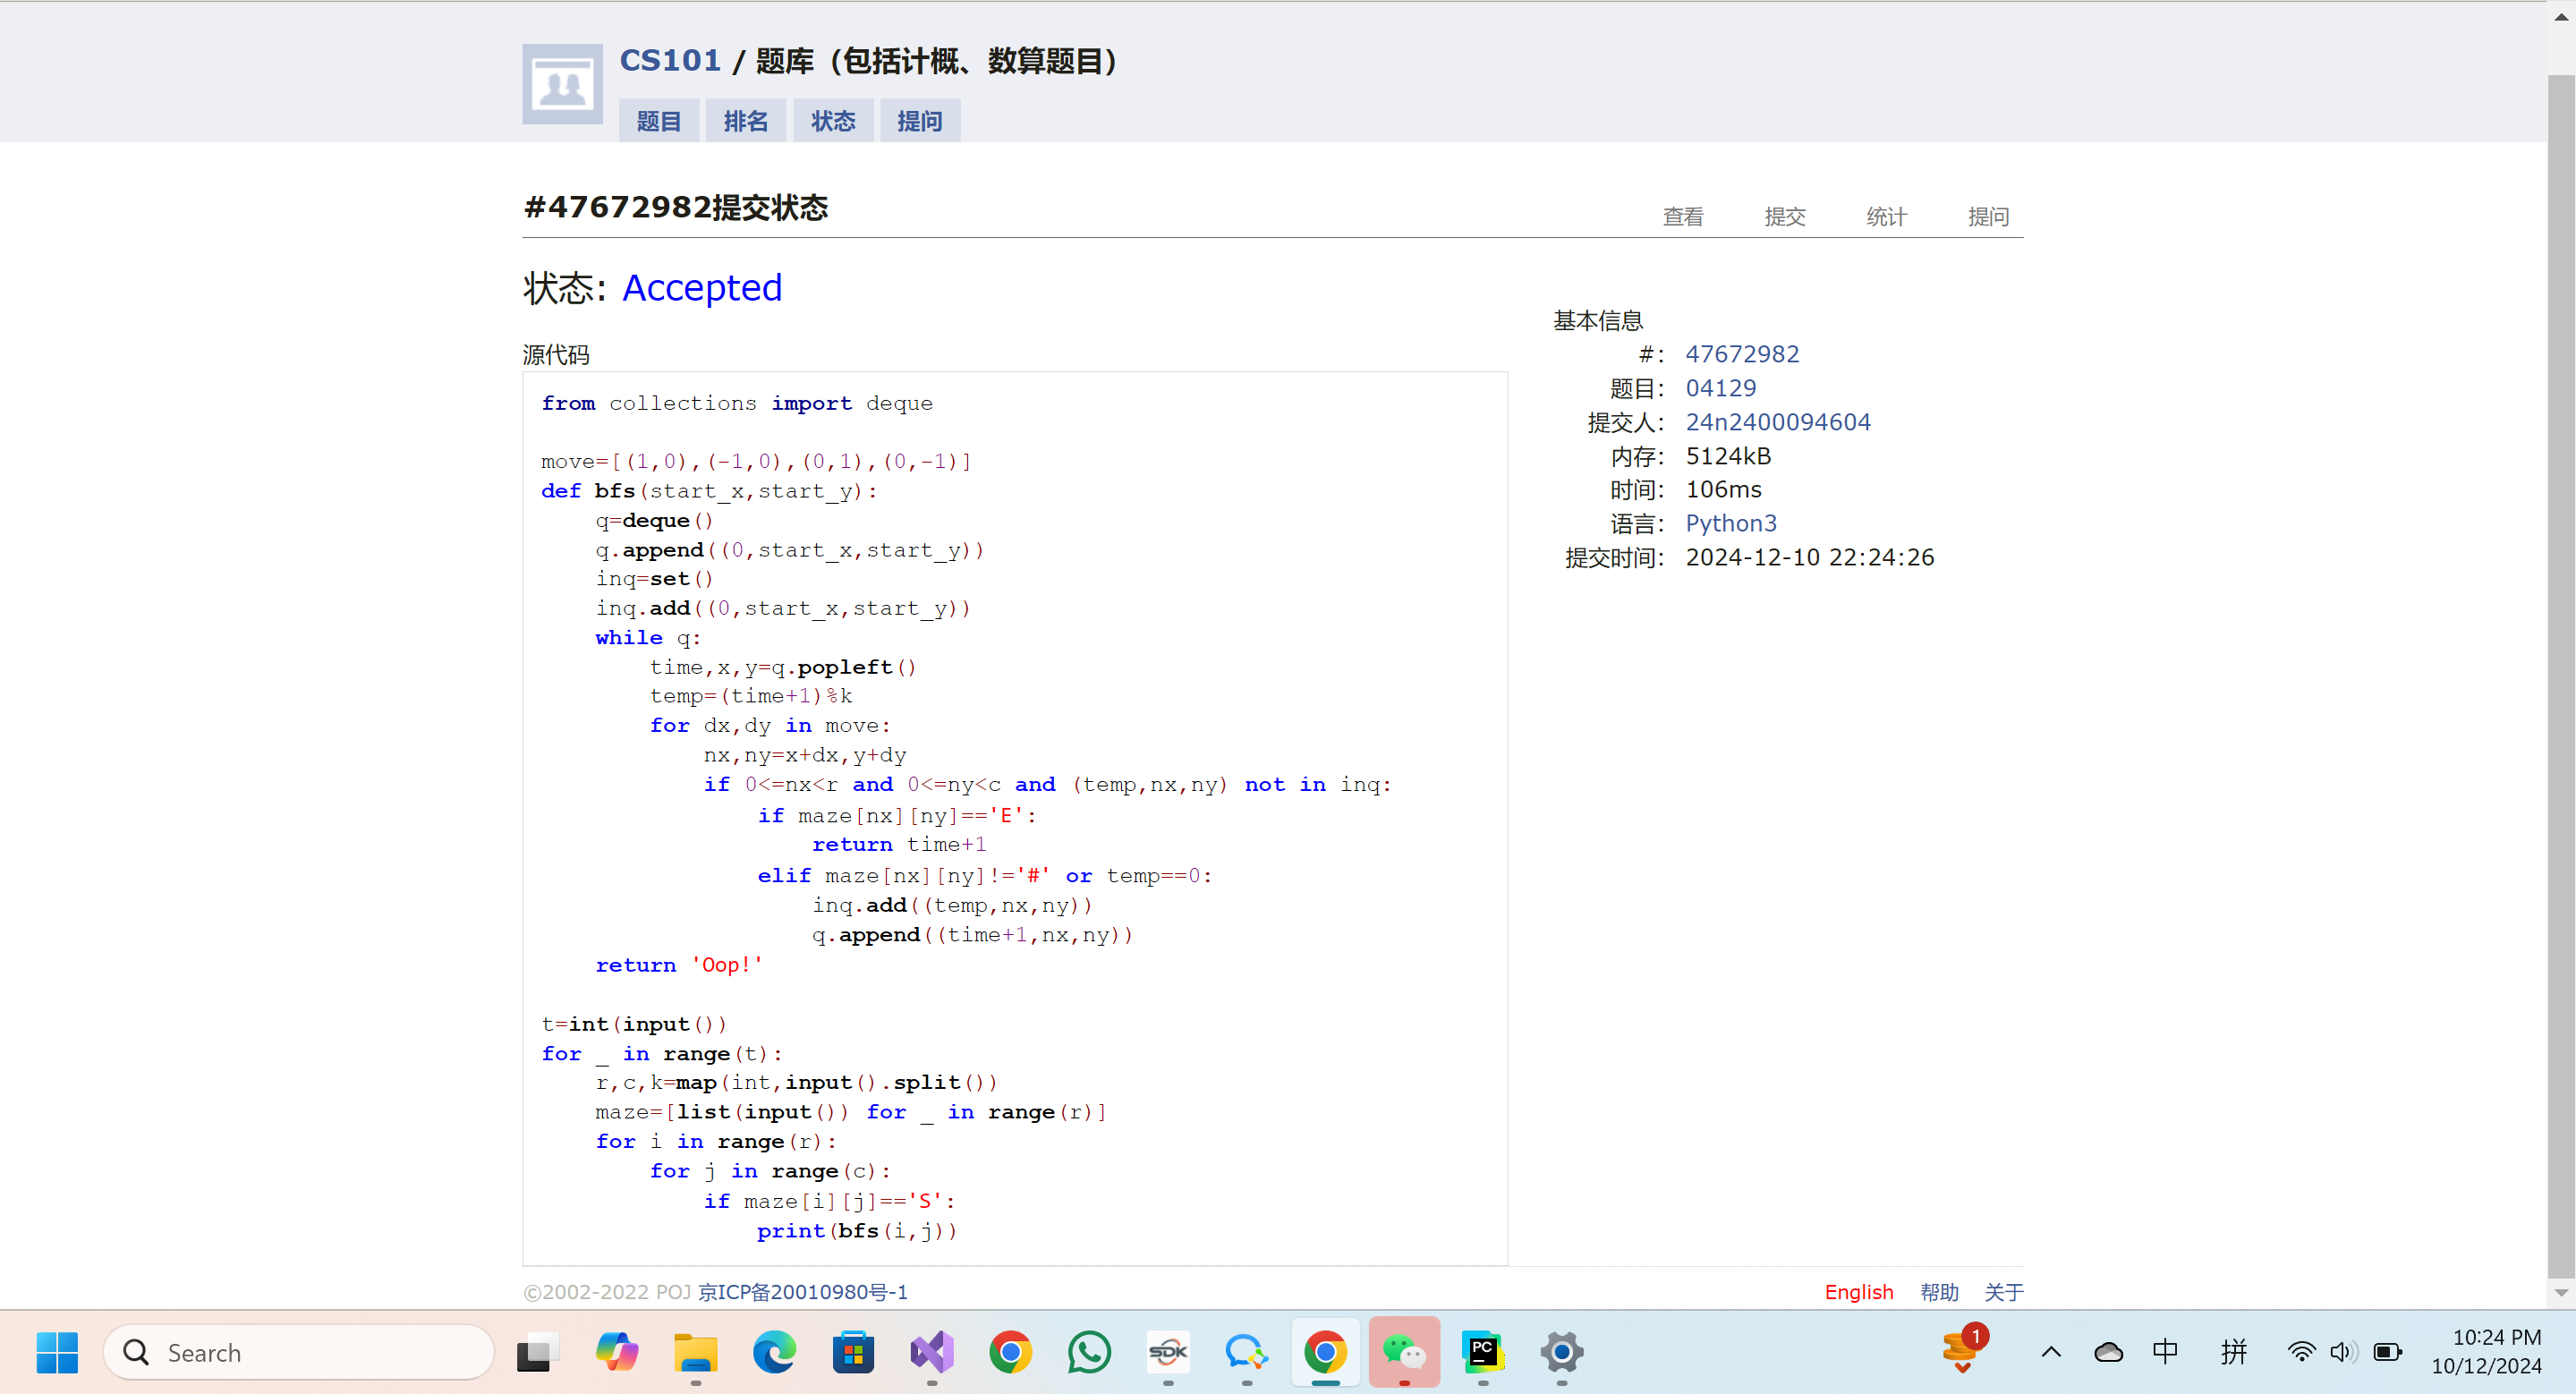 CS101 / 题库（包括计概、数算题目）
题目 排名 状态 提问
#47672982提交状态
查看 提交 统计 提问
状态: Accepted
源代码
from collections import deque
move=[(1,0),(-1,0),(0,1),(0,-1)]
def bfs(start_x,start_y):
    q=deque()
    q.append((0,start_x,start_y))
    inq=set()
    inq.add((0,start_x,start_y))
    while q:
        time,x,y=q.popleft()
        temp=(time+1)%k
        for dx,dy in move:
            nx,ny=x+dx,y+dy
            if 0<=nx<r and 0<=ny<c and (temp,nx,ny) not in inq:
                if maze[nx][ny]=='E':
                    return time+1
                elif maze[nx][ny]!='#' or temp==0:
                    inq.add((temp,nx,ny))
                    q.append((time+1,nx,ny))
    return 'Oop!'
t=int(input())
for _ in range(t):
    r,c,k=map(int,input().split())
    maze=[list(input()) for _ in range(r)]
    for i in range(r):
        for j in range(c):
            if maze[i][j]=='S':
                print(bfs(i,j))
基本信息
#: 47672982
题目: 04129
提交人: 24n2400094604
内存: 5124kB
时间: 106ms
语言: Python3
提交时间: 2024-12-10 22:24:26
©2002-2022 POJ 京ICP备20010980号-1
English 帮助 关于
Search
SDK
PC
1
中
拼
10:24 PM
10/12/2024